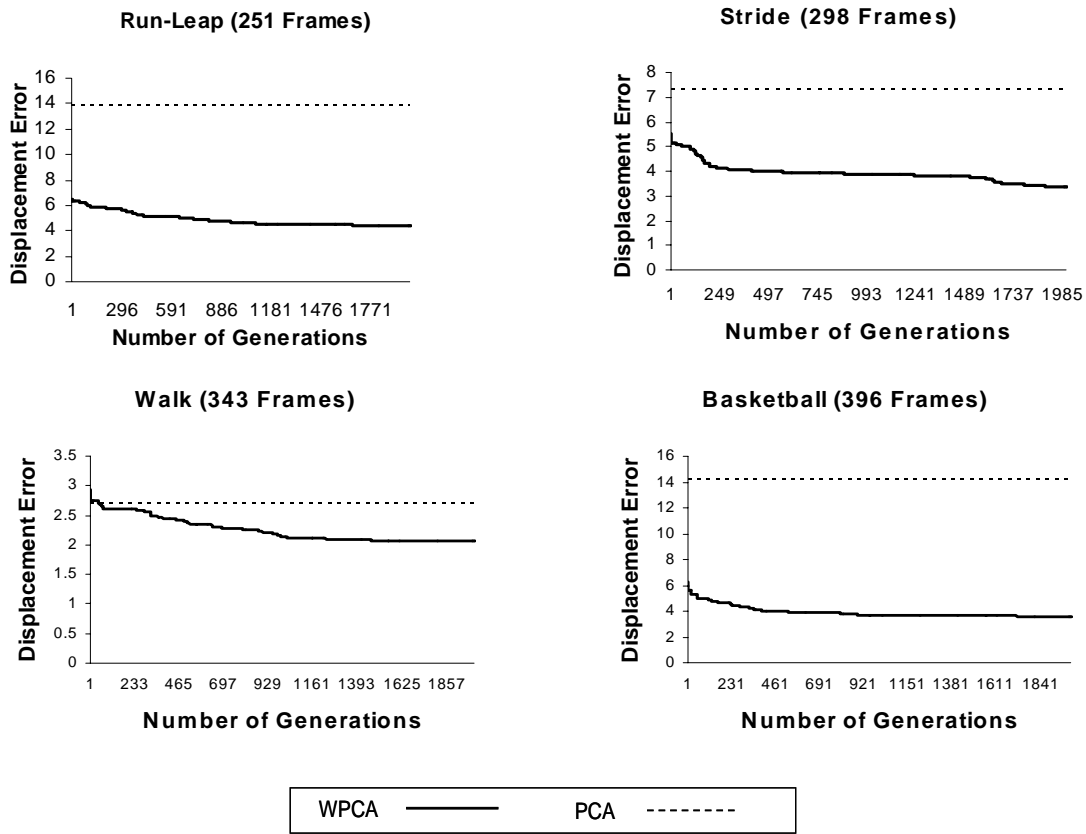 Run-Leap (251 Frames)
Displacement Error
16
14
12
10
8
6
4
2
0
1 296 591 886 1181 1476 1771
Number of Generations
Stride (298 Frames)
Displacement Error
8
7
6
5
4
3
2
1
0
1 249 497 745 993 1241 1489 1737 1985
Number of Generations
Walk (343 Frames)
Displacement Error
3.5
3
2.5
2
1.5
1
0.5
0
1 233 465 697 929 1161 1393 1625 1857
Number of Generations
Basketball (396 Frames)
Displacement Error
16
14
12
10
8
6
4
2
0
1 231 461 691 921 1151 1381 1611 1841
Number of Generations
WPCA PCA